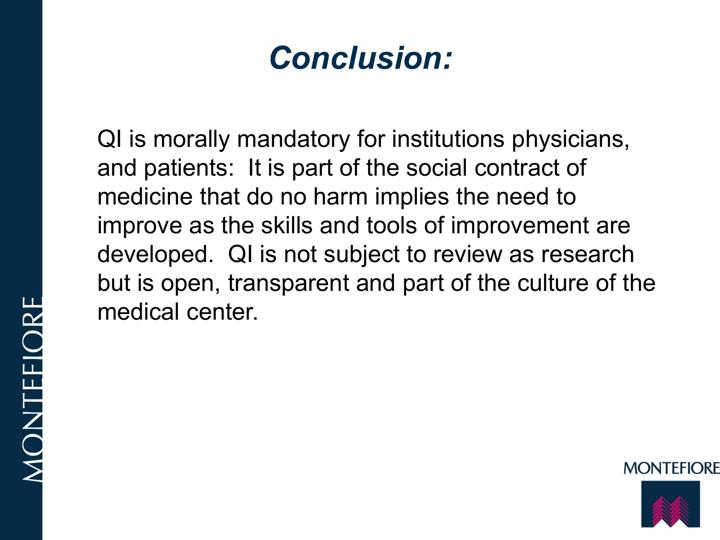 Conclusion:
QI is morally mandatory for institutions physicians,
and patients:  It is part of the social contract of
medicine that do no harm implies the need to
improve as the skills and tools of improvement are
developed.  QI is not subject to review as research
but is open, transparent and part of the culture of the
medical center.
MONTEFIORE
MONTEFIORE